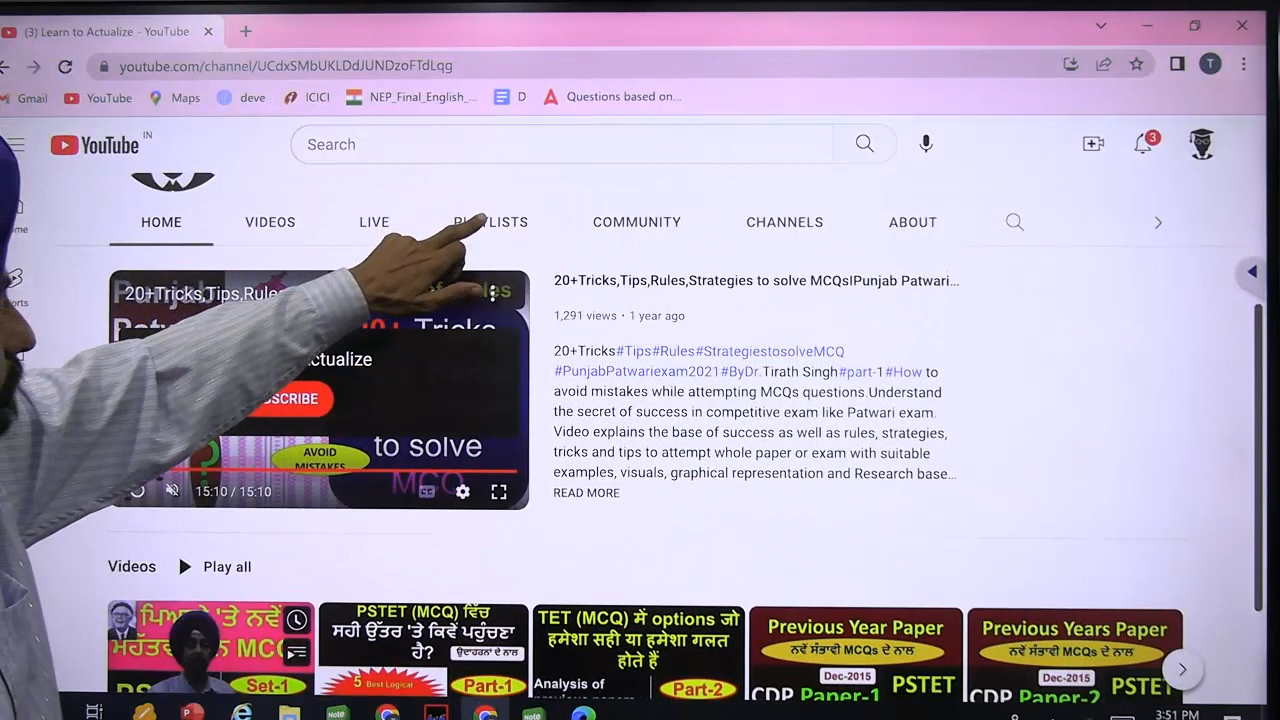 (3) Learn to Actualize - YouTube
youtube.com/channel/UCdxSMbUKLDdJUNDzoFTdLqg
Gmail YouTube Maps deve ICICI NEP_Final_English_... D Questions based on...
YouTube IN Search 3 T
HOME VIDEOS LIVE PLAYLISTS COMMUNITY CHANNELS ABOUT
20+Tricks,Tips,Rule
to solve
AVOID
MISTAKES
MCQ
15:10 / 15:10
20+Tricks,Tips,Rules,Strategies to solve MCQs|Punjab Patwari...
1,291 views • 1 year ago
20+Tricks#Tips#Rules#StrategiestosolveMCQ
#PunjabPatwariexam2021#ByDr.Tirath Singh#part-1#How to
avoid mistakes while attempting MCQs questions.Understand
the secret of success in competitive exam like Patwari exam.
Video explains the base of success as well as rules, strategies,
tricks and tips to attempt whole paper or exam with suitable
examples, visuals, graphical representation and Research base...
READ MORE
Videos Play all
Set-1
PSTET (MCQ) ਵਿੱਚ
ਸਹੀ ਉੱਤਰ 'ਤੇ ਕਿਵੇਂ ਪਹੁੰਚਣਾ
ਹੈ? ਉਦਾਹਰਨਾਂ ਦੇ ਨਾਲ
5 Best Logical Part-1
TET (MCQ) में options जो
हमेशा सही या हमेशा गलत
होते हैं
Analysis of Part-2
Previous Year Paper
ਨਵੇਂ ਸੰਭਾਵੀ MCQs ਦੇ ਨਾਲ
Dec-2015
CDP Paper-1 PSTET
Previous Years Paper
ਨਵੇਂ ਸੰਭਾਵੀ MCQs ਦੇ ਨਾਲ
Dec-2015
CDP Paper-2 PSTET
3:51 PM